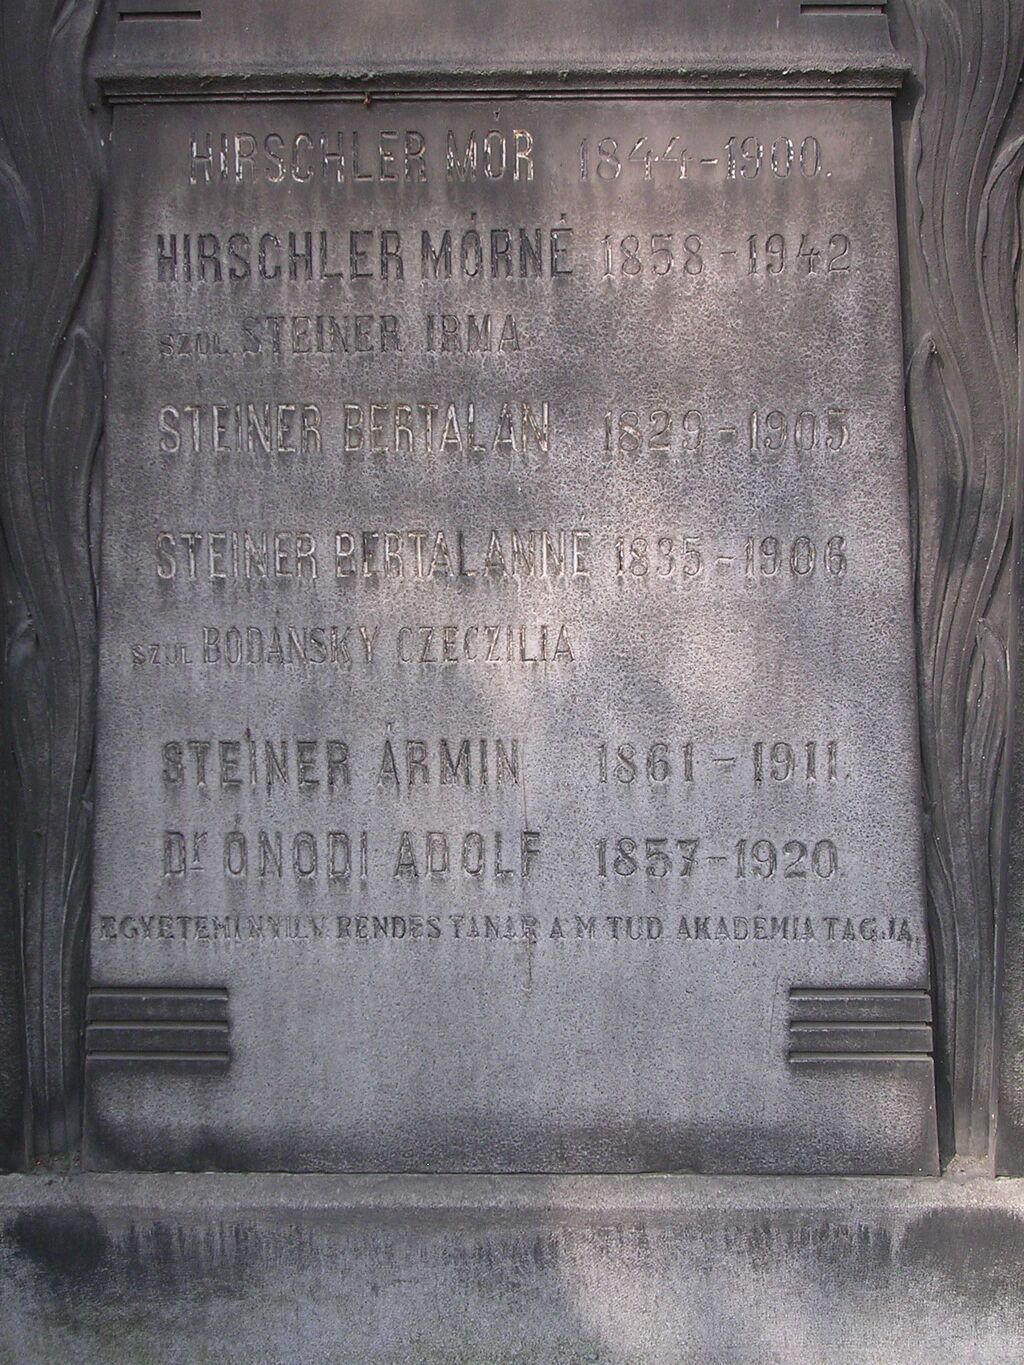 HIRSCHLER MÓR 1844-1900.
HIRSCHLER MÓRNÉ 1858-1942.
SZÜL. STEINER IRMA.
STEINER BERTALAN 1829-1905.
STEINER BERTALANNÉ 1835-1906
SZÜL BODANSKY CZECZILIA
STEINER ÁRMIN 1861-1911.
Dr ÓNODI ADOLF 1857-1920.
EGYETEMI NYILV. RENDES TANÁR A M TUD AKADÉMIA TAGJA